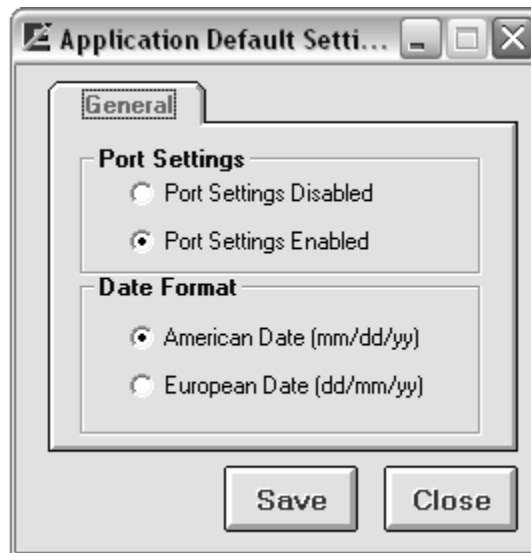 Application Default Setti...
General
Port Settings
Port Settings Disabled
Port Settings Enabled
Date Format
American Date (mm/dd/yy)
European Date (dd/mm/yy)
Save Close